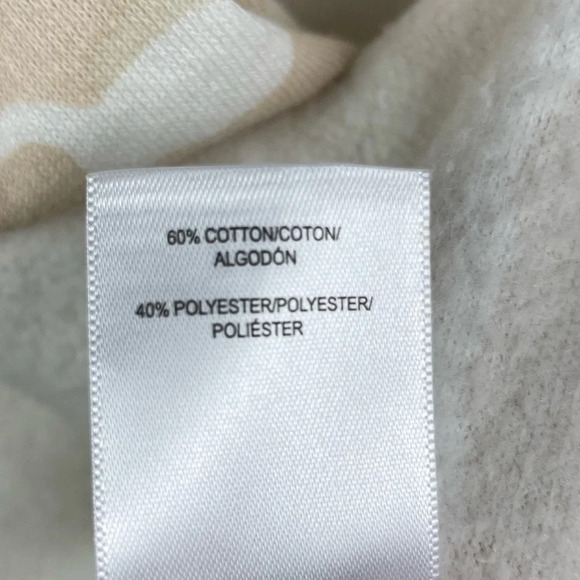 60% COTTON/COTON/
ALGODÓN
40% POLYESTER/POLYESTER/
POLIÉSTER